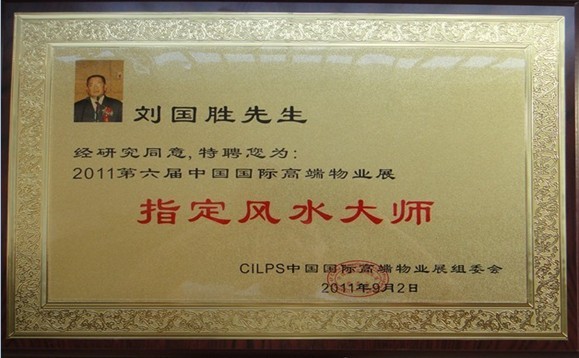 刘国胜先生
经研究同意,特聘您为:
2011第六届中国国际高端物业展
指定风水大师
CILPS中国国际高端物业展组委会
2011年9月2日